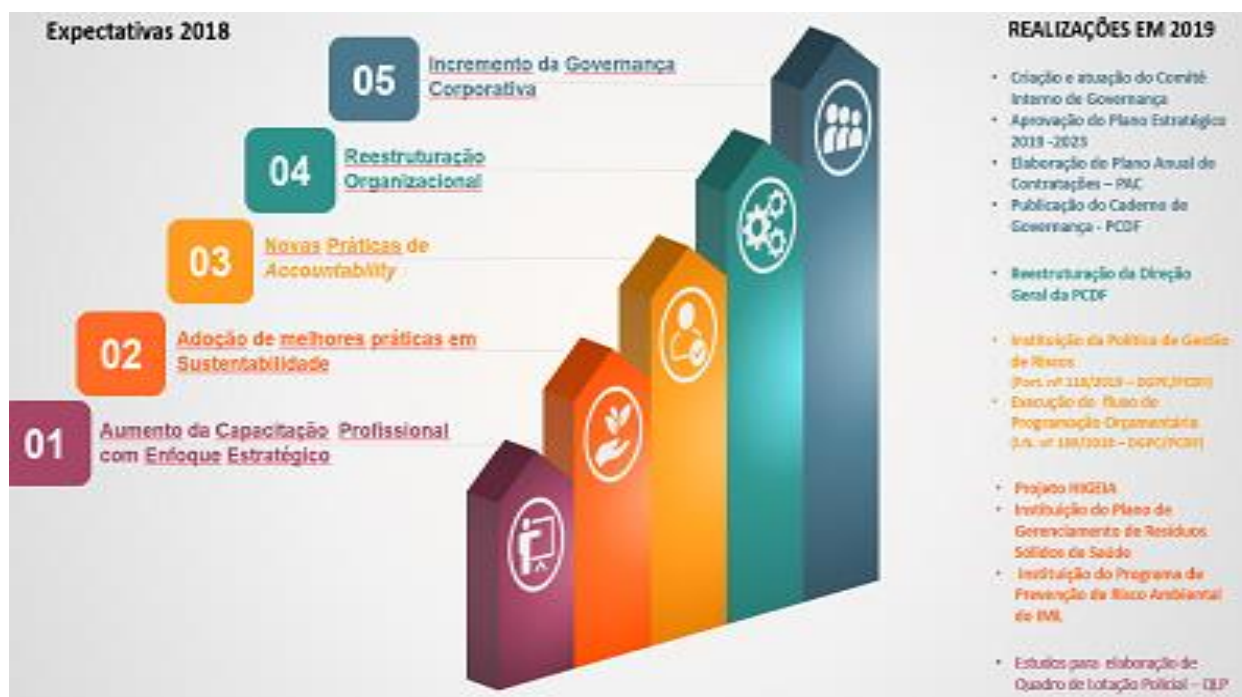 Expectativas 2018
05
Incremento da Governança
Corporativa
04
Reestruturação
Organizacional
03
Novas Práticas de
Accountability
02
Adoção de melhores práticas em
Sustentabilidade
01
Aumento da Capacitação Profissional
com Enfoque Estratégico
REALIZAÇÕES EM 2019
• Criação e atuação do Comitê
Interno de Governança
• Aprovação do Plano Estratégico
2019 -2023
• Elaboração do Plano Anual de
Contratações – PAC
• Publicação do Caderno de
Governança - PCDF
• Reestruturação da Direção
Geral da PCDF
• Instituição da Política de Gestão
de Riscos
• Execução do fluxo de
Programação Orçamentária
• Projeto HIGEIA
• Instituição do Plano de
Gerenciamento de Resíduos
Sólidos de Saúde
• Instituição do Programa de
Prevenção de Risco Ambiental
do IML
• Estudos para elaboração de
Quadro de Lotação Policial –